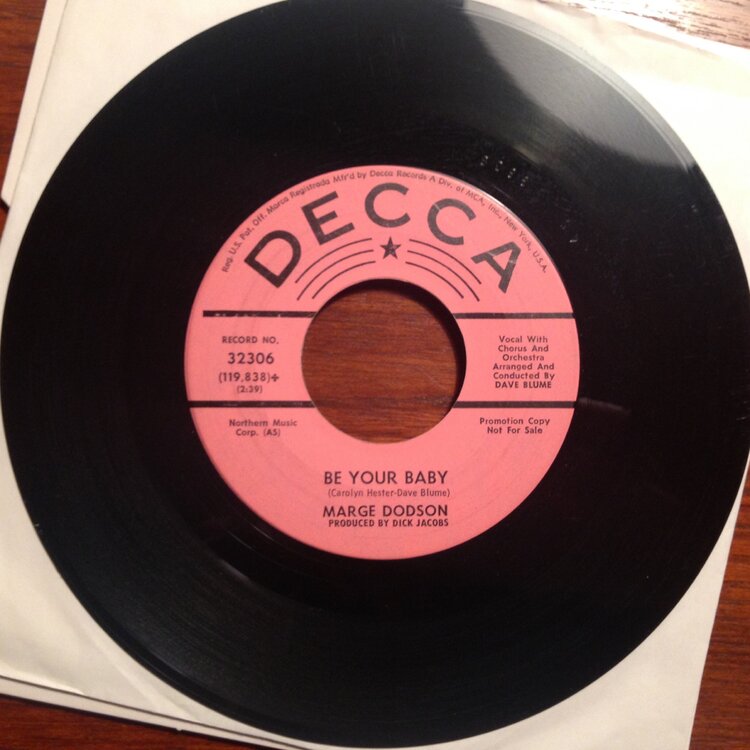 Reg. U.S. Pat. Off. Marca Registrada Mfr'd by Decca Records A Div. of MCA, Inc., New York, U.S.A.
DECCA
RECORD NO.
32306
(119,838)+
(2:39)
Vocal With
Chorus And
Orchestra
Arranged And
Conducted By
DAVE BLUME
Northern Music
Corp. (AS)
Promotion Copy
Not For Sale
BE YOUR BABY
(Carolyn Hester-Dave Blume)
MARGE DODSON
PRODUCED BY DICK JACOBS